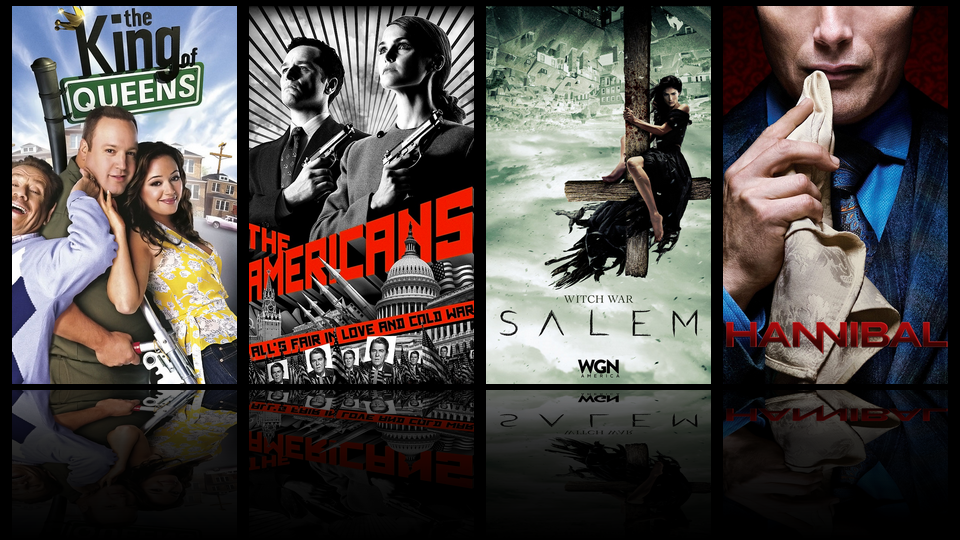 the
King of
QUEENS
THE
AMERICANS
ALL'S FAIR IN LOVE AND COLD WAR
WITCH WAR
SALEM
WGN
AMERICA
HANNIBAL